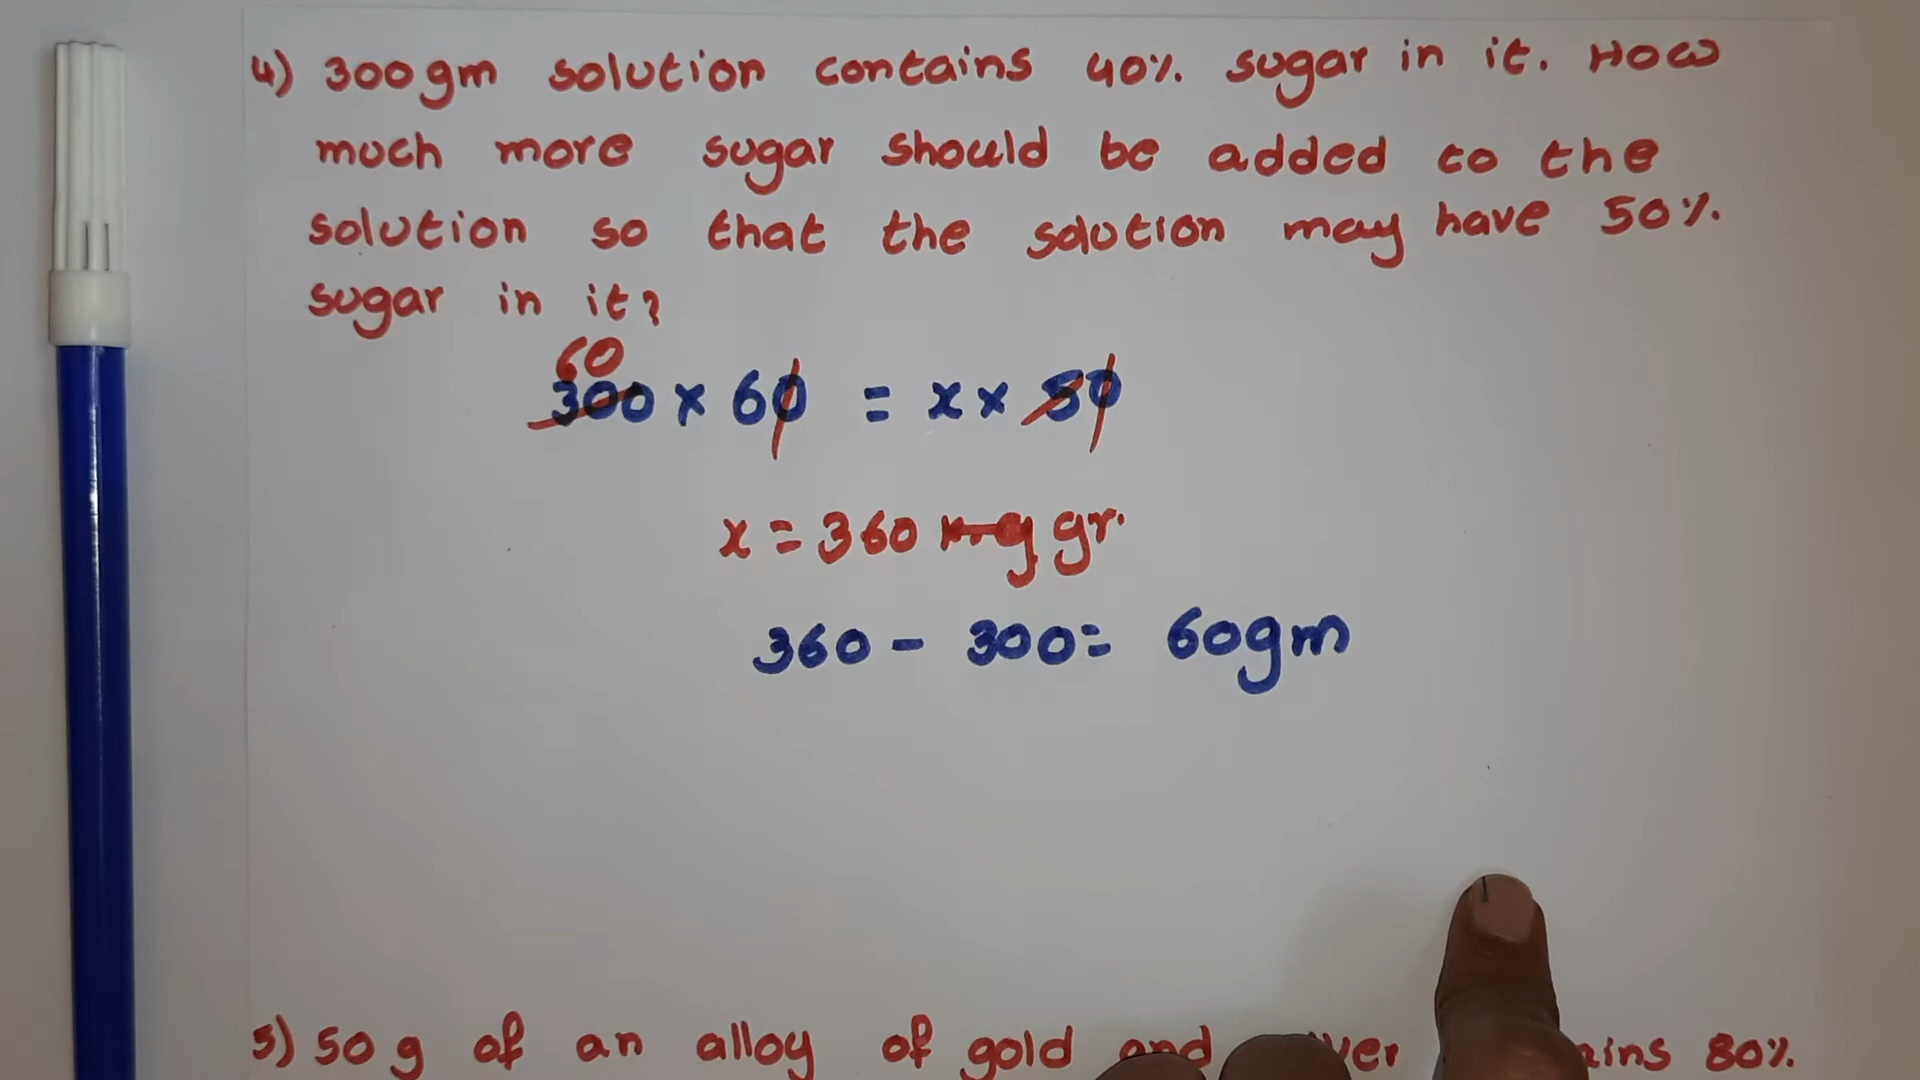 4) 300gm solution contains 40%. sugar in it. How
much more sugar should be added to the
solution so that the solution may have 50%.
sugar in it?
60
300 x 60 = x x 50
x = 360 gr.
360 - 300 = 60gm
5) 50 g of an alloy of gold and 80%.